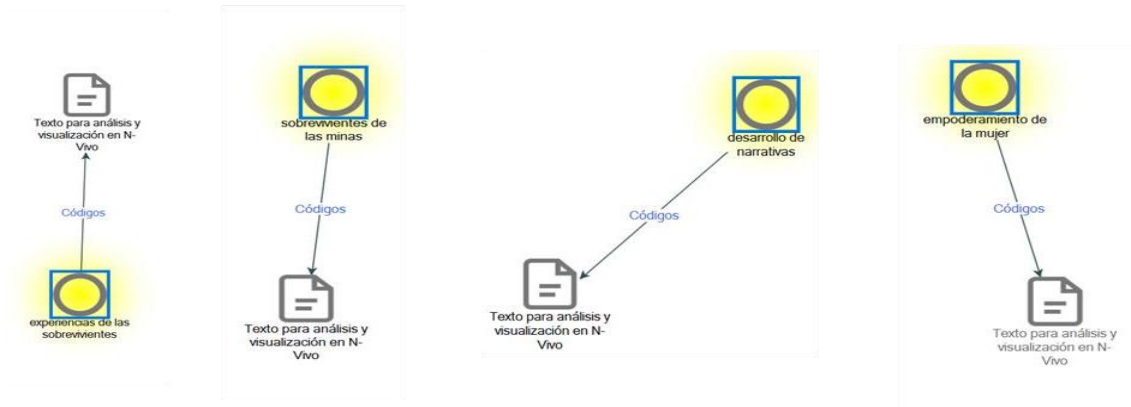 Texto para análisis y
visualización en N-
Vivo
Códigos
experiencias de las
sobrevivientes
sobrevivientes de
las minas
Códigos
Texto para análisis y
visualización en N-
Vivo
desarrollo de
narrativas
Códigos
Texto para análisis y
visualización en N-
Vivo
empoderamiento de
la mujer
Códigos
Texto para análisis y
visualización en N-
Vivo